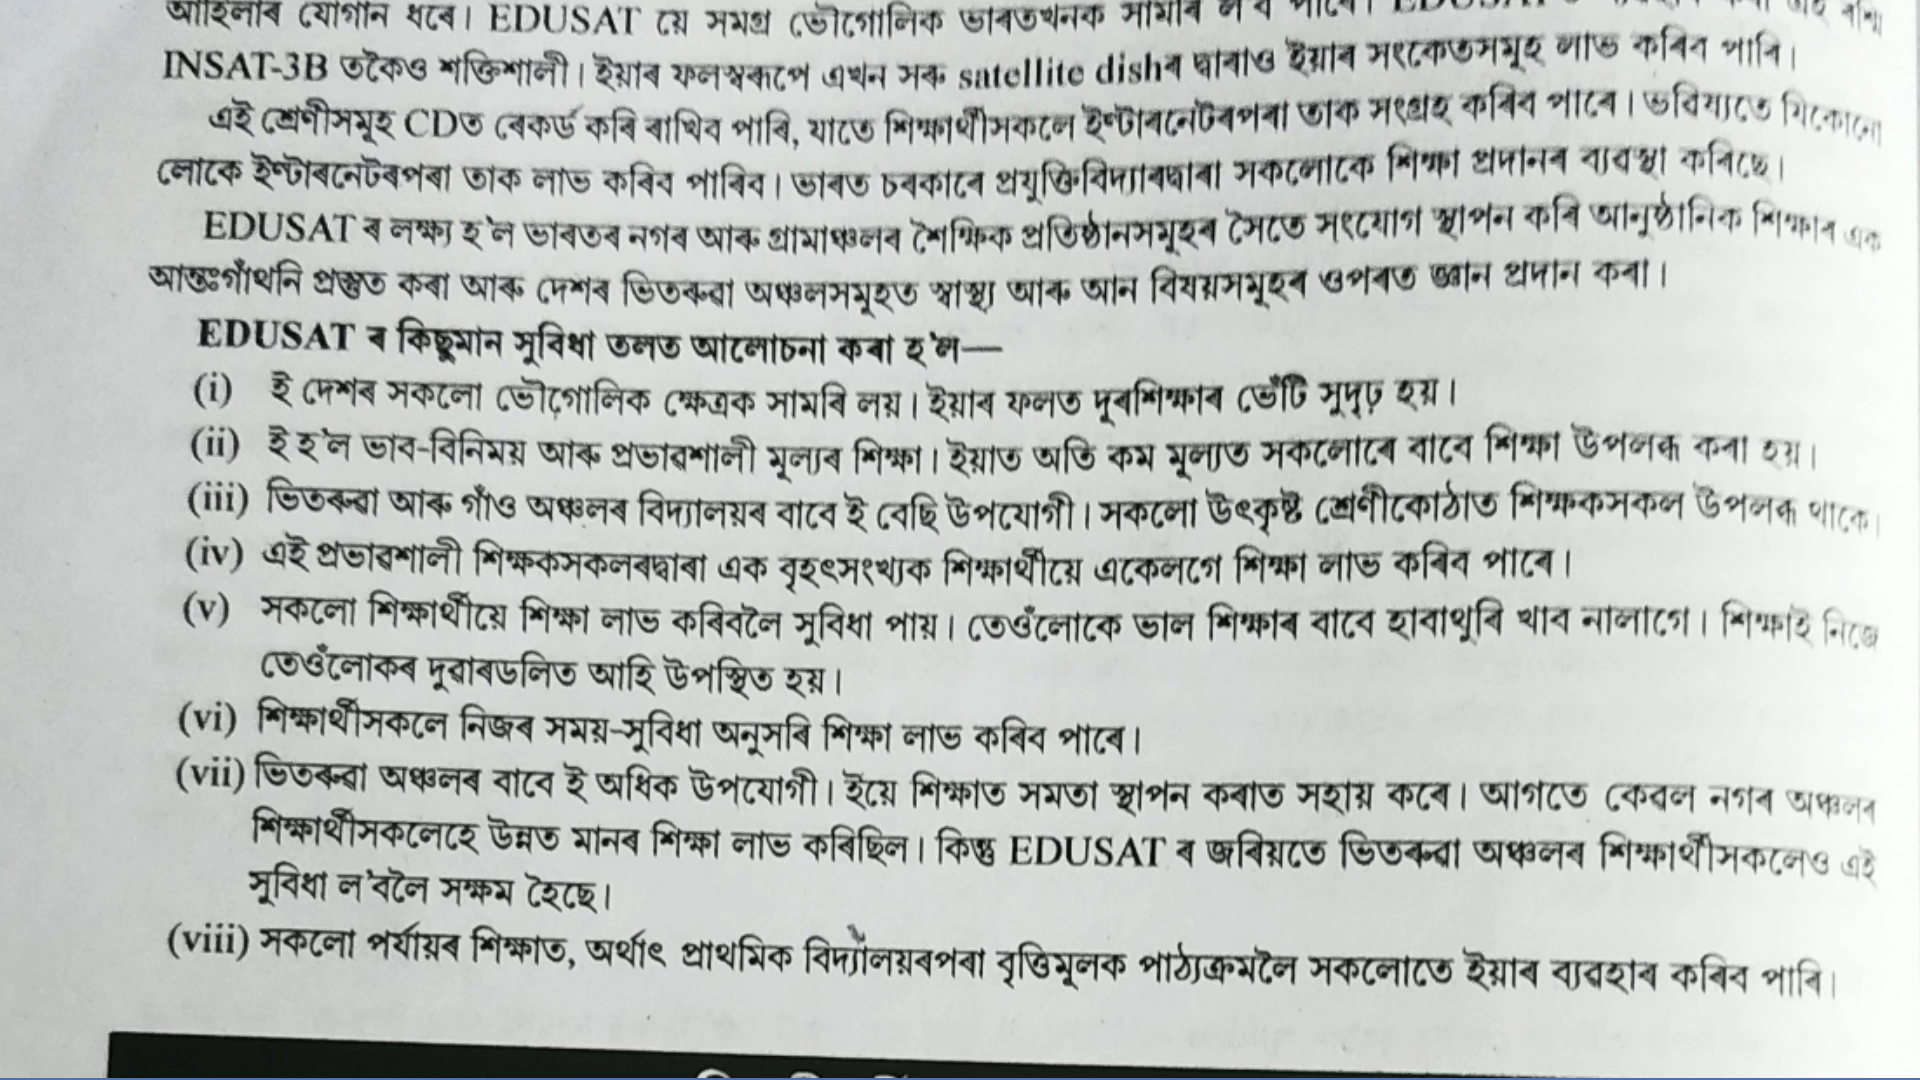 আহিলাৰ যোগান ধৰে। EDUSAT য়ে সমগ্ৰ ভৌগোলিক ভাৰতখনক সামৰি ল'ব পাৰে।
INSAT-3B তকৈও শক্তিশালী। ইয়াৰ ফলস্বৰূপে এখন সৰু satellite dishৰ দ্বাৰাও ইয়াৰ সংকেতসমূহ লাভ কৰিব পাৰি।
এই শ্ৰেণীসমূহ CDত ৰেকৰ্ড কৰি ৰাখিব পাৰি, যাতে শিক্ষাৰ্থীসকলে ইণ্টাৰনেটৰপৰা তাক সংগ্ৰহ কৰিব পাৰে। ভৱিষ্যতে যিকোনো
লোকে ইণ্টাৰনেটৰপৰা তাক লাভ কৰিব পাৰিব। ভাৰত চৰকাৰে প্ৰযুক্তিবিদ্যাৰদ্বাৰা সকলোকে শিক্ষা প্ৰদানৰ ব্যৱস্থা কৰিছে।
EDUSAT ৰ লক্ষ্য হ'ল ভাৰতৰ নগৰ আৰু গ্ৰামাঞ্চলৰ শৈক্ষিক প্ৰতিষ্ঠানসমূহৰ সৈতে সংযোগ স্থাপন কৰি আনুষ্ঠানিক শিক্ষাৰ এক
আন্তঃগাঁথনি প্ৰস্তুত কৰা আৰু দেশৰ ভিতৰুৱা অঞ্চলসমূহত স্বাস্থ্য আৰু আন বিষয়সমূহৰ ওপৰত জ্ঞান প্ৰদান কৰা।
EDUSAT ৰ কিছুমান সুবিধা তলত আলোচনা কৰা হ'ল—
(i) ই দেশৰ সকলো ভৌগোলিক ক্ষেত্ৰক সামৰি লয়। ইয়াৰ ফলত দূৰশিক্ষাৰ ভেঁটি সুদৃঢ় হয়।
(ii) ই হ'ল ভাব-বিনিময় আৰু প্ৰভাৱশালী মূল্যৰ শিক্ষা। ইয়াত অতি কম মূল্যত সকলোৰে বাবে শিক্ষা উপলব্ধ কৰা হয়।
(iii) ভিতৰুৱা আৰু গাঁও অঞ্চলৰ বিদ্যালয়ৰ বাবে ই বেছি উপযোগী। সকলো উৎকৃষ্ট শ্ৰেণীকোঠাত শিক্ষকসকল উপলব্ধ থাকে।
(iv) এই প্ৰভাৱশালী শিক্ষকসকলৰদ্বাৰা এক বৃহৎসংখ্যক শিক্ষাৰ্থীয়ে একেলগে শিক্ষা লাভ কৰিব পাৰে।
(v) সকলো শিক্ষাৰ্থীয়ে শিক্ষা লাভ কৰিবলৈ সুবিধা পায়। তেওঁলোকে ভাল শিক্ষাৰ বাবে হাবাথুৰি খাব নালাগে। শিক্ষাই নিজে
তেওঁলোকৰ দুৱাৰডলিত আহি উপস্থিত হয়।
(vi) শিক্ষাৰ্থীসকলে নিজৰ সময়-সুবিধা অনুসৰি শিক্ষা লাভ কৰিব পাৰে।
(vii) ভিতৰুৱা অঞ্চলৰ বাবে ই অধিক উপযোগী। ইয়ে শিক্ষাত সমতা স্থাপন কৰাত সহায় কৰে। আগতে কেৱল নগৰ অঞ্চলৰ
শিক্ষাৰ্থীসকলেহে উন্নত মানৰ শিক্ষা লাভ কৰিছিল। কিন্তু EDUSAT ৰ জৰিয়তে ভিতৰুৱা অঞ্চলৰ শিক্ষাৰ্থীসকলেও এই
সুবিধা ল'বলৈ সক্ষম হৈছে।
(viii) সকলো পৰ্যায়ৰ শিক্ষাত, অৰ্থাৎ প্ৰাথমিক বিদ্যালয়ৰপৰা বৃত্তিমূলক পাঠ্যক্ৰমলৈ সকলোতে ইয়াৰ ব্যৱহাৰ কৰিব পাৰি।